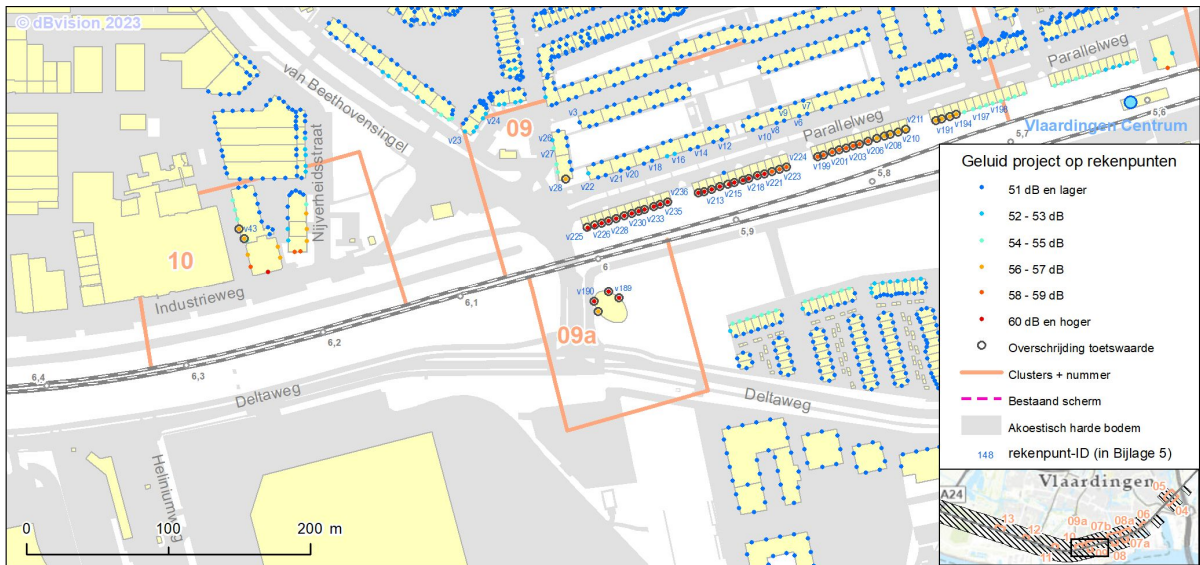 © dBvision 2023
van Beethovensingel
Nijverheidsstraat
Industrieweg
Deltaweg
Deltaweg
Heliniumweg
Parallelweg
Parallelweg
Vlaardingen Centrum
09
09a
10
v3
v9
v7
v10
v8
v6
v12
v14
v16
v18
v20
v21
v22
v23
v24
v26
v27
v28
v43
v211
v191
v194
v197
v198
v199
v201
v203
v206
v208
v210
v224
v213
v215
v218
v221
v223
v236
v225
v226
v228
v230
v233
v235
v190
v189
5,6
5,7
5,8
5,9
6
6,1
6,2
6,3
6,4
0 100 200 m
Geluid project op rekenpunten
51 dB en lager
52 - 53 dB
54 - 55 dB
56 - 57 dB
58 - 59 dB
60 dB en hoger
Overschrijding toetswaarde
Clusters + nummer
Bestaand scherm
Akoestisch harde bodem
148 rekenpunt-ID (in Bijlage 5)
Vlaardingen
A24
05
04
06
08a
07b
09a
10
12
13
11
08
07a